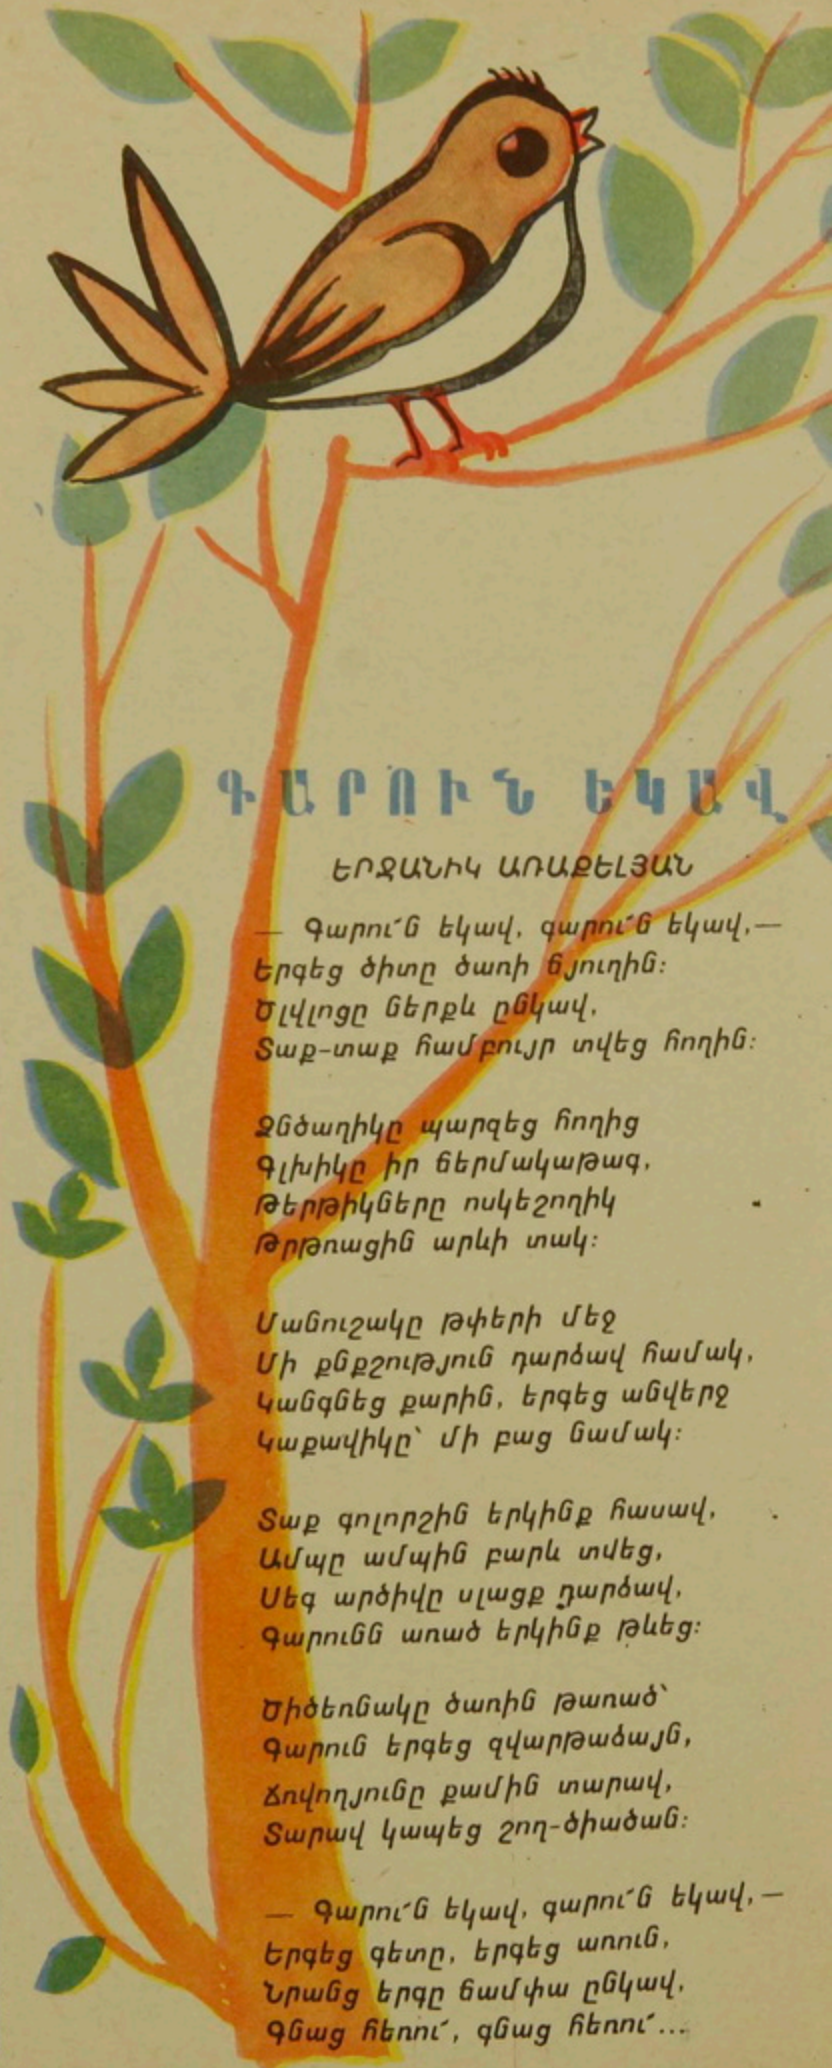 ԳԱՐՈՒՆ ԵԿԱՎ
ԵՐՋԱՆԻԿ ԱՌԱՔԵԼՅԱՆ
— Գարու՜ն եկավ, գարու՜ն եկավ,—
Երգեց ծիտը ծառի ճյուղին։
Ծլվլոցը ներքև ընկավ,
Տաք-տաք համբույր տվեց հողին։
Ձնծաղիկը պարզեց հողից
Գլխիկը իր ճերմակաթագ,
Թերթիկները ոսկեշողիկ
Թրթռացին արևի տակ։
Մանուշակը թփերի մեջ
Մի քնքշություն դարձավ համակ,
Կանգնեց քարին, երգեց անվերջ
Կաքավիկը՝ մի բաց նամակ։
Տաք գոլորշին երկինք հասավ,
Ամպը ամպին բարև տվեց,
Սեգ արծիվը սլացք դարձավ,
Գարունն առած երկինք թևեց։
Ծիծեռնակը ծառին թառած՝
Գարուն երգեց զվարթաձայն,
Ճովողյունը քամին տարավ,
Տարավ կապեց շող-ծիածան։
— Գարու՜ն եկավ, գարու՜ն եկավ,—
Երգեց գետը, երգեց առուն,
Նրանց երգը ճամփա ընկավ,
Գնաց հեռու՜, գնաց հեռու՜...